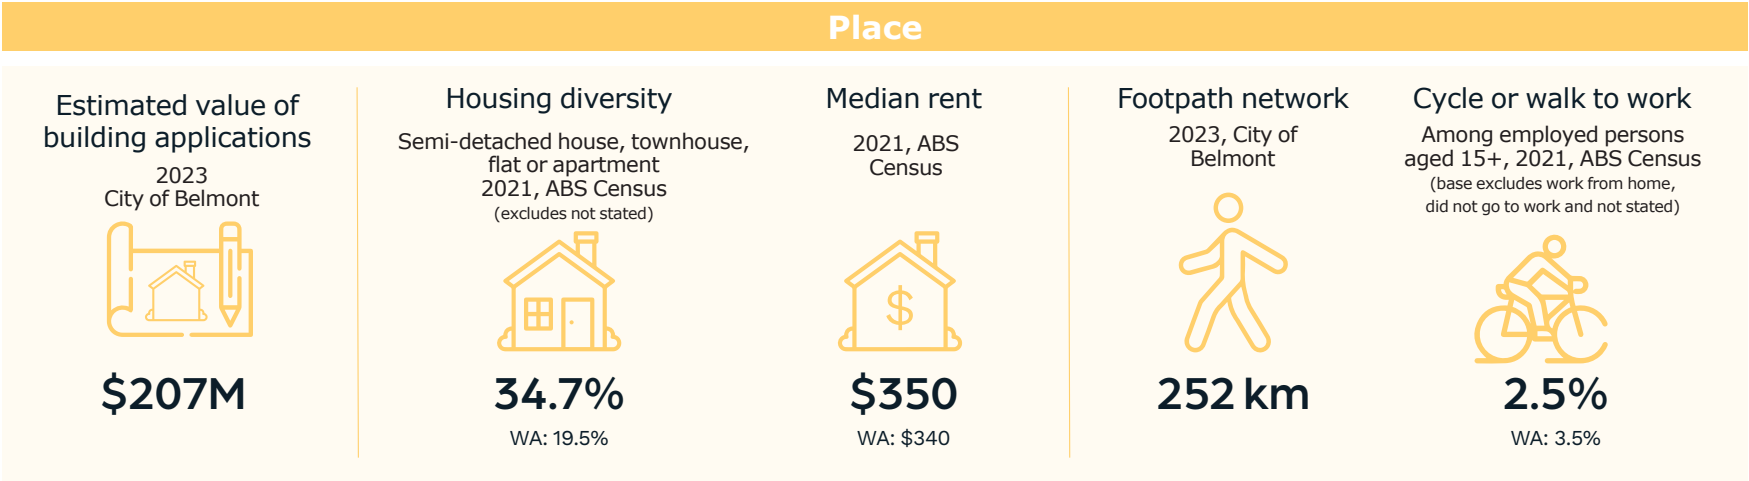 Place
Estimated value of
building applications
2023
City of Belmont
$207M
Housing diversity
Semi-detached house, townhouse,
flat or apartment
2021, ABS Census
(excludes not stated)
34.7%
WA: 19.5%
Median rent
2021, ABS
Census
$
$350
WA: $340
Footpath network
2023, City of
Belmont
252 km
Cycle or walk to work
Among employed persons
aged 15+, 2021, ABS Census
(base excludes work from home,
did not go to work and not stated)
2.5%
WA: 3.5%